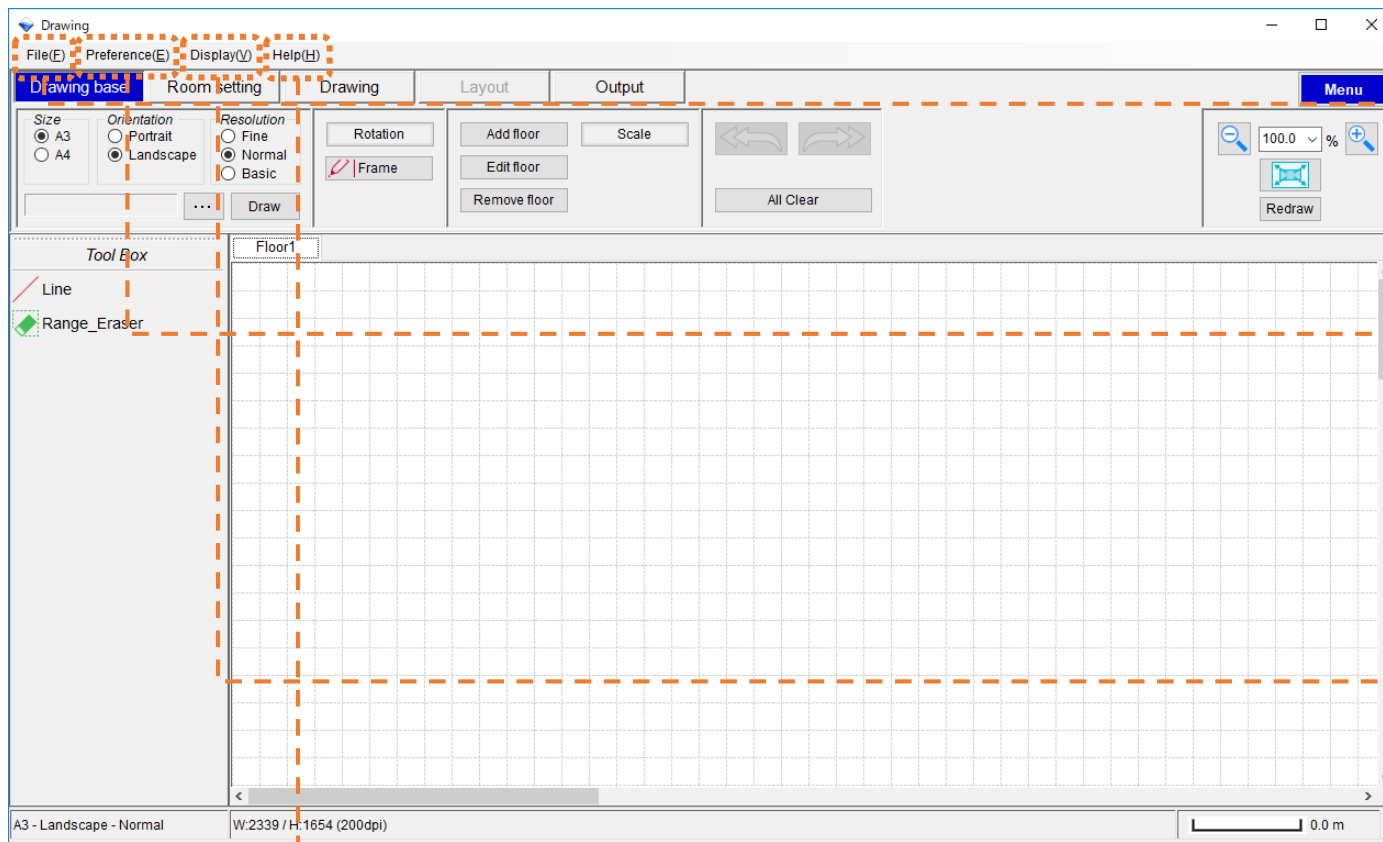 Drawing
File(F) Preference(E) Display(V) Help(H)
Drawing base Room setting Drawing Layout Output Menu
Size Orientation Resolution
A3 Portrait Fine Rotation Add floor Scale 100.0 %
A4 Landscape Normal Frame Edit floor
Basic
... Draw Remove floor All Clear Redraw
Tool Box Floor1
Line
Range_Eraser
A3 - Landscape - Normal W:2339 / H:1654 (200dpi) 0.0 m